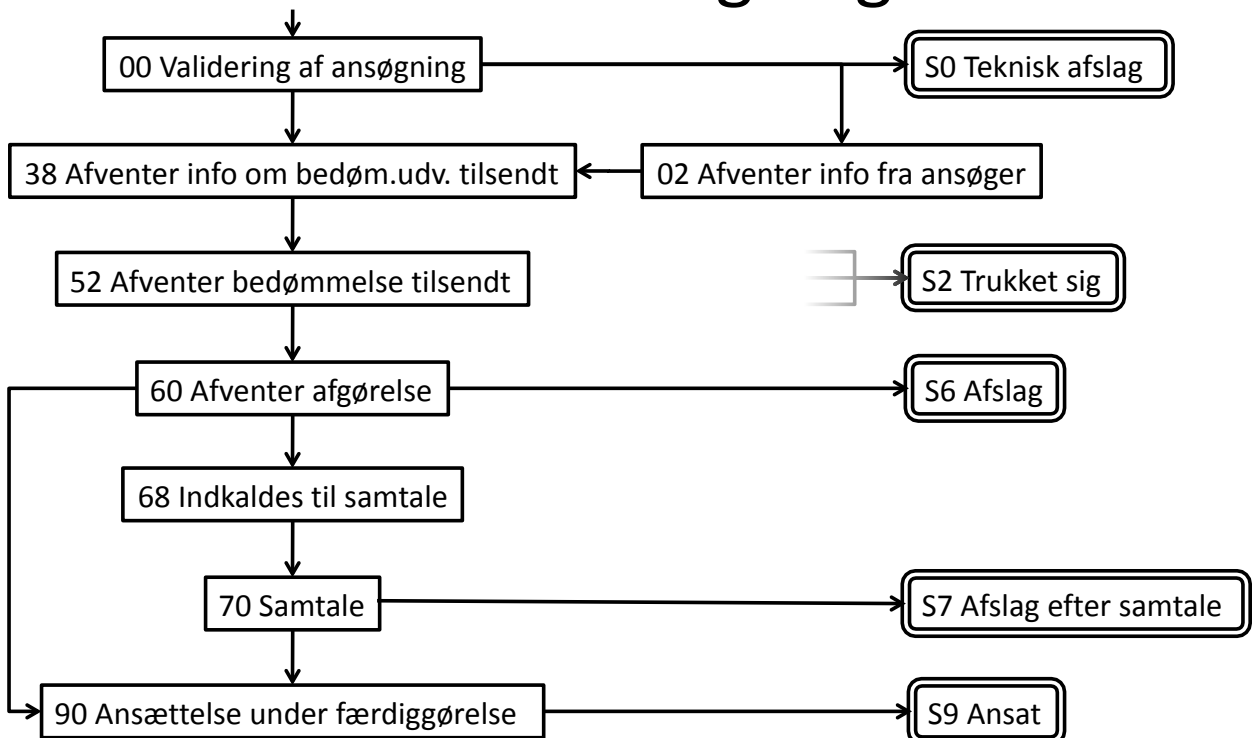 00 Validering af ansøgning
S0 Teknisk afslag
38 Afventer info om bedøm.udv. tilsendt
02 Afventer info fra ansøger
52 Afventer bedømmelse tilsendt
S2 Trukket sig
60 Afventer afgørelse
S6 Afslag
68 Indkaldes til samtale
70 Samtale
S7 Afslag efter samtale
90 Ansættelse under færdiggørelse
S9 Ansat